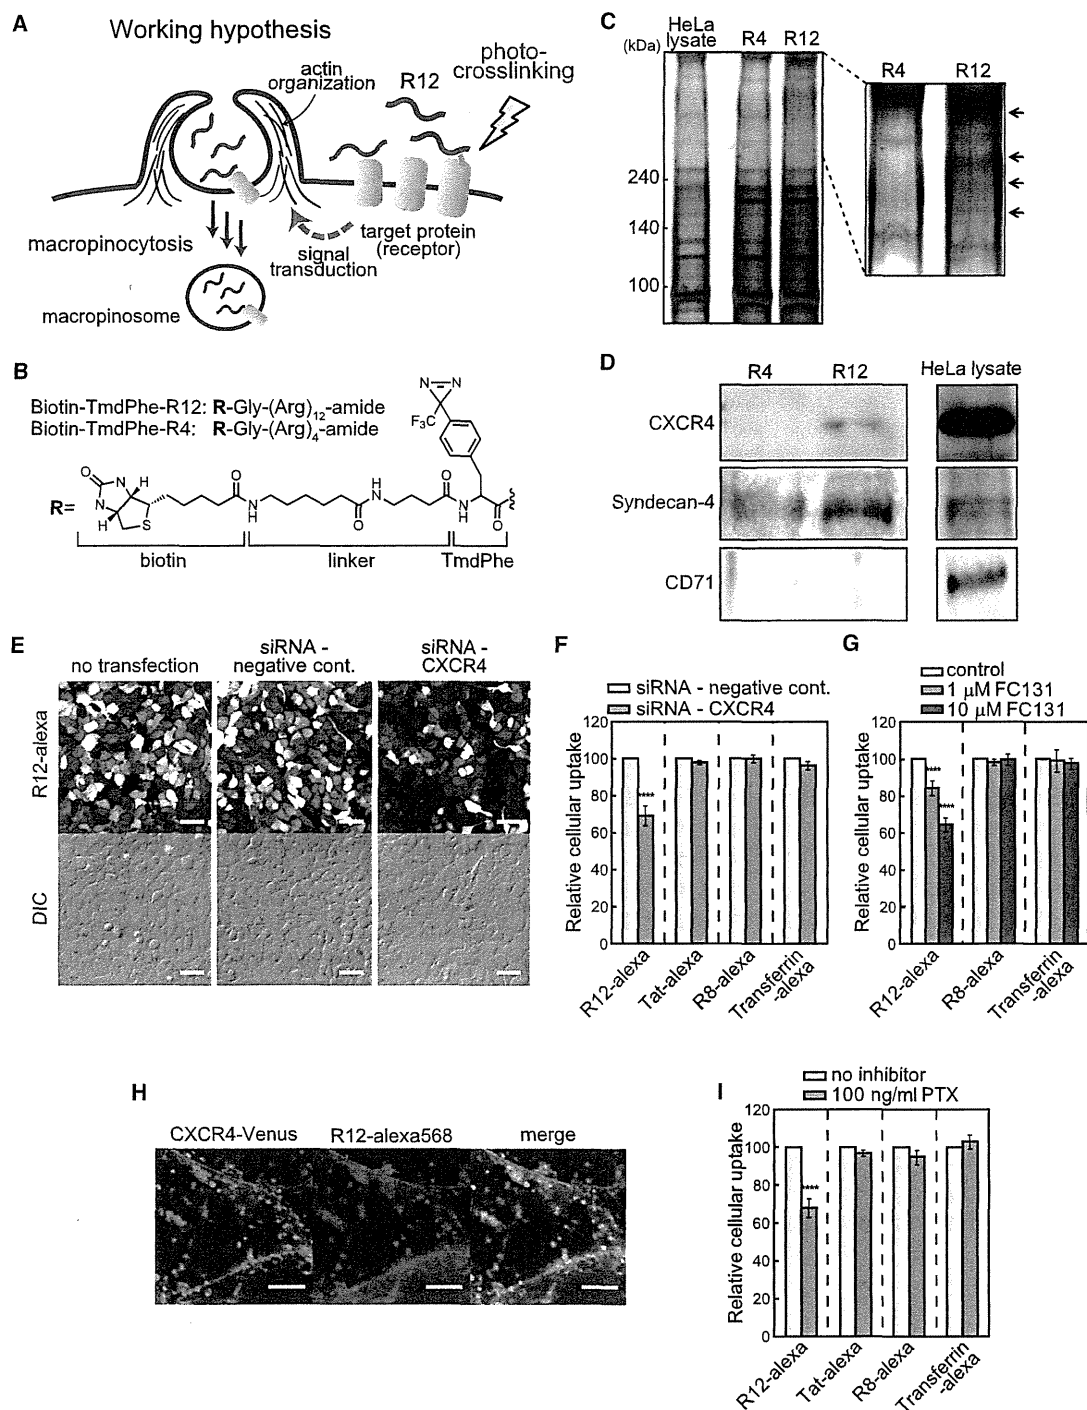 A
Working hypothesis
actin
organization
R12
photo-
crosslinking
macropinocytosis
signal
transduction
target protein
(receptor)
macropinosome
B
Biotin-TmdPhe-R12: R-Gly-(Arg)12-amide
Biotin-TmdPhe-R4: R-Gly-(Arg)4-amide
R=
O
HN
NH
H
H
S
O
N
H
O
H
N
O
N
H
O
F3C
N
N
biotin
linker
TmdPhe
C
(kDa)
HeLa
lysate
R4
R12
240
140
100
R4
R12
D
R4
R12
HeLa lysate
CXCR4
Syndecan-4
CD71
E
no transfection
siRNA -
negative cont.
siRNA -
CXCR4
R12-alexa
DIC
F
siRNA - negative cont.
siRNA - CXCR4
Relative cellular uptake
120
100
80
60
40
20
0
****
R12-alexa
Tat-alexa
R8-alexa
Transferrin
-alexa
G
control
1 µM FC131
10 µM FC131
Relative cellular uptake
120
100
80
60
40
20
0
****
****
R12-alexa
R8-alexa
Transferrin
-alexa
H
CXCR4-Venus
R12-alexa568
merge
I
no inhibitor
100 ng/ml PTX
Relative cellular uptake
120
100
80
60
40
20
0
****
R12-alexa
Tat-alexa
R8-alexa
Transferrin
-alexa